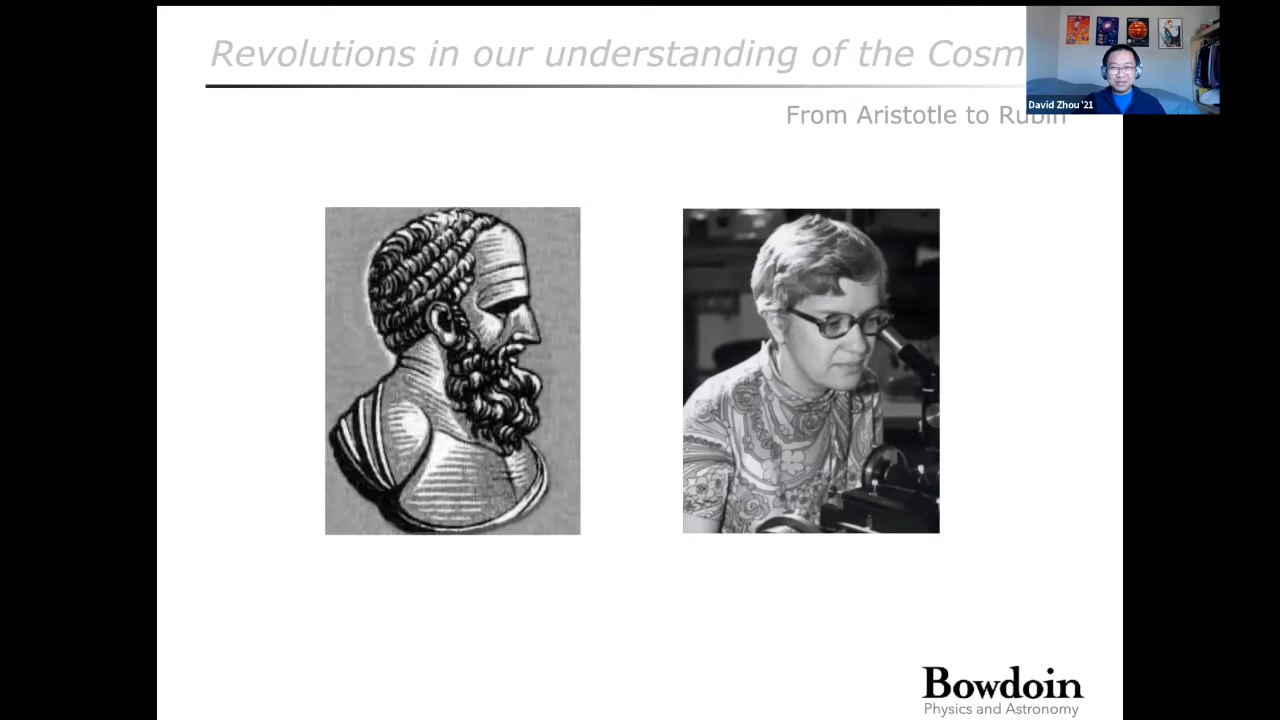 Revolutions in our understanding of the Cosm
From Aristotle to Rubin
David Zhou '21
Bowdoin
Physics and Astronomy